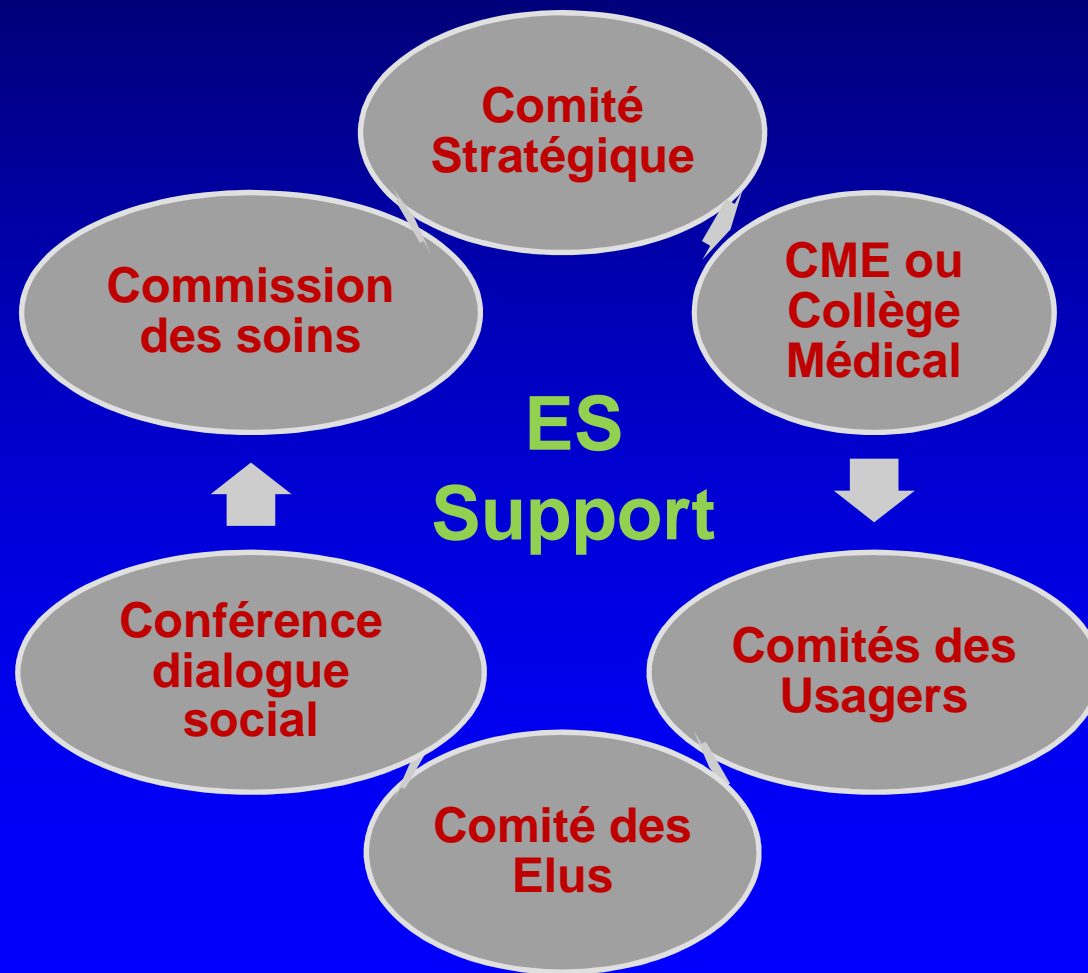 Comité
Stratégique
CME ou
Collège
Médical
Comités des
Usagers
Comité des
Elus
Conférence
dialogue
social
Commission
des soins
ES
Support